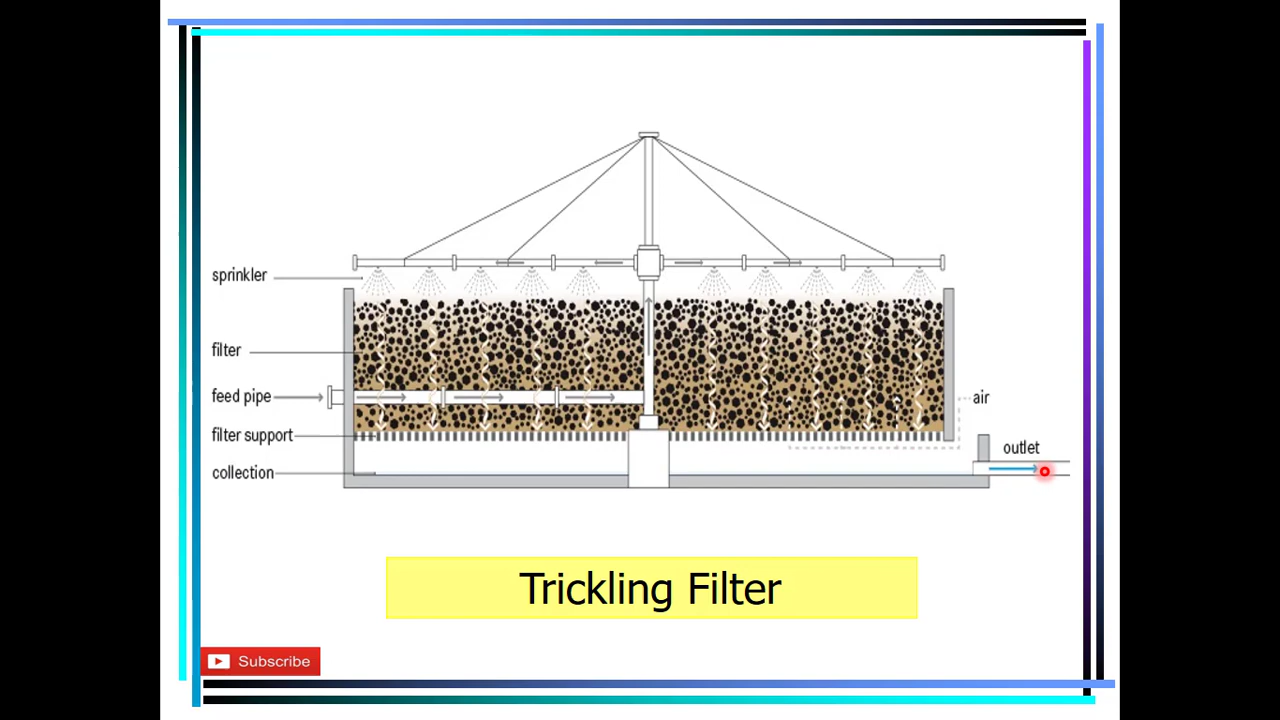 sprinkler
filter
feed pipe
filter support
collection
air
outlet
Trickling Filter
Subscribe